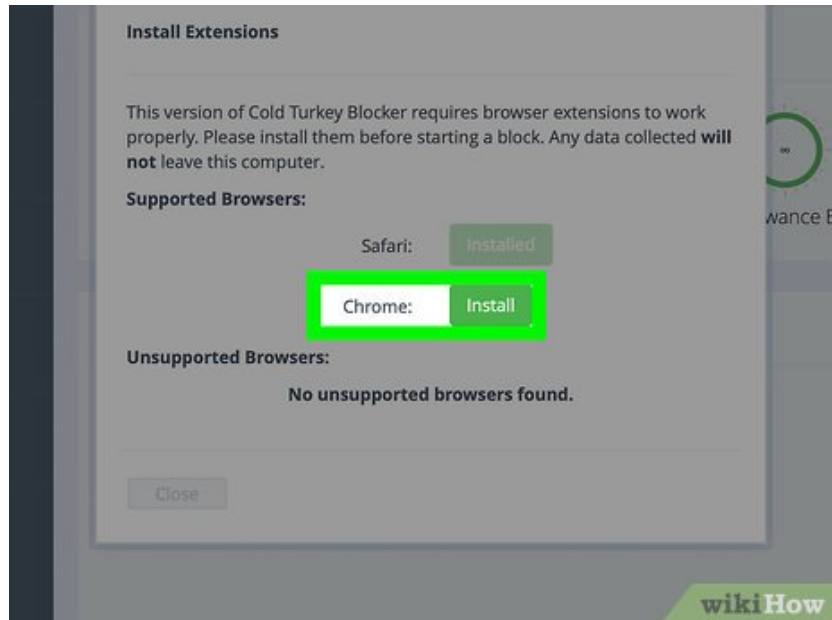 Install Extensions
This version of Cold Turkey Blocker requires browser extensions to work
properly. Please install them before starting a block. Any data collected will
not leave this computer.
Supported Browsers:
Safari: Installed
Chrome: Install
Unsupported Browsers:
No unsupported browsers found.
Close
∞
wance
wikiHow